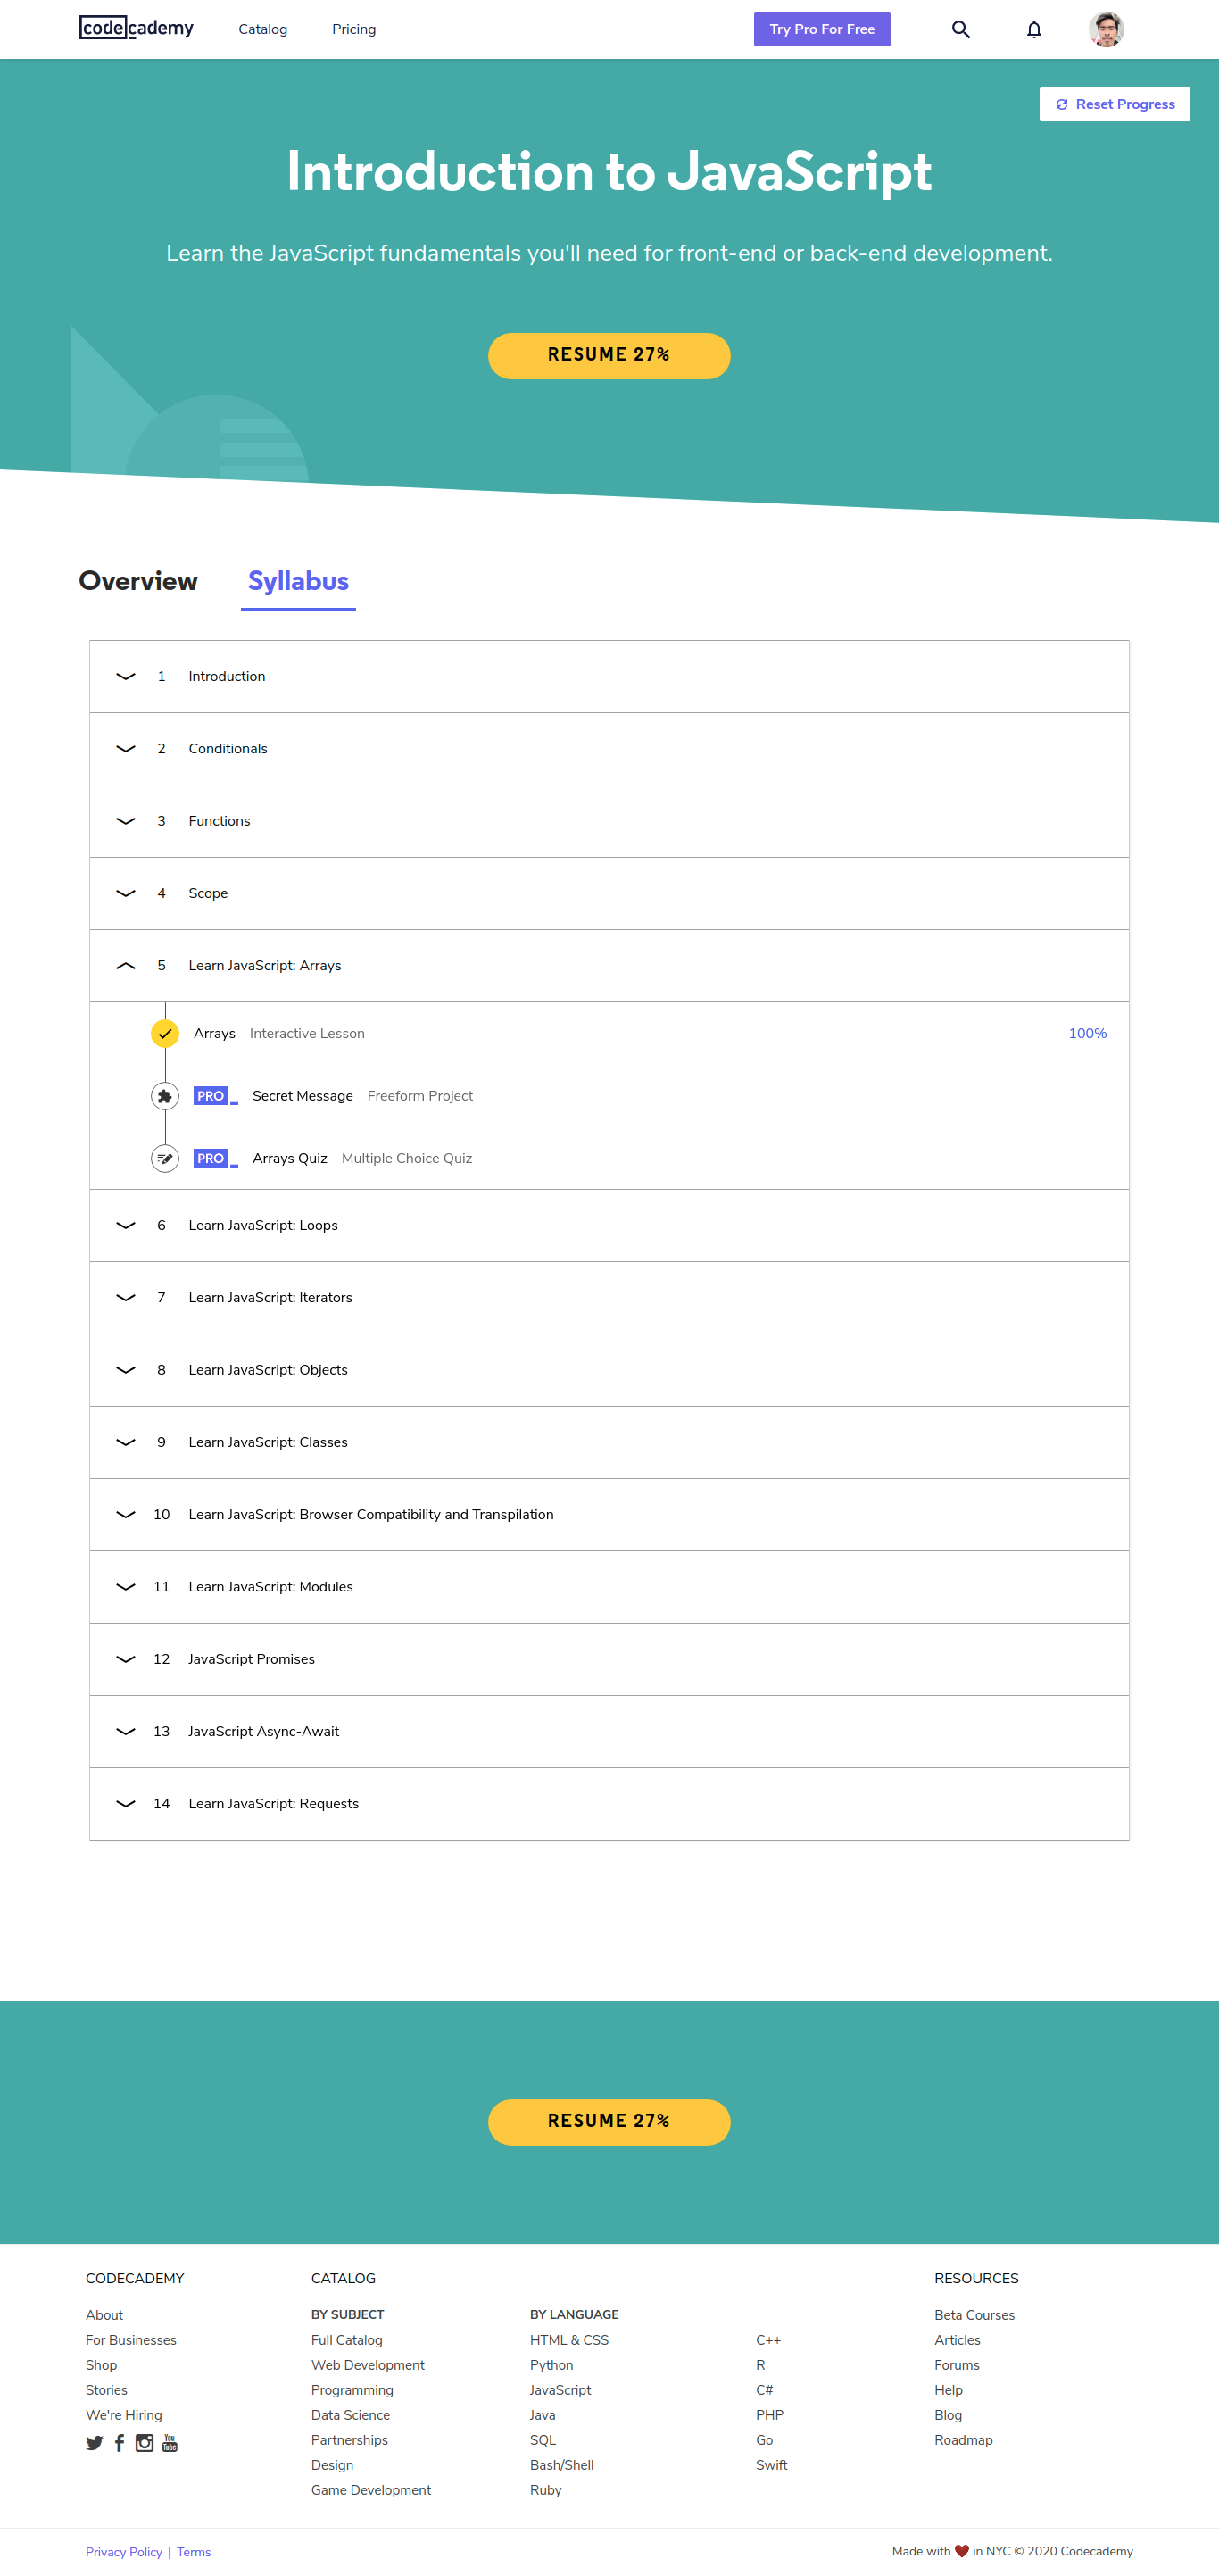 codecademy Catalog Pricing Try Pro For Free
Reset Progress
Introduction to JavaScript
Learn the JavaScript fundamentals you'll need for front-end or back-end development.
RESUME 27%
Overview Syllabus
1 Introduction
2 Conditionals
3 Functions
4 Scope
5 Learn JavaScript: Arrays
Arrays Interactive Lesson 100%
PRO Secret Message Freeform Project
PRO Arrays Quiz Multiple Choice Quiz
6 Learn JavaScript: Loops
7 Learn JavaScript: Iterators
8 Learn JavaScript: Objects
9 Learn JavaScript: Classes
10 Learn JavaScript: Browser Compatibility and Transpilation
11 Learn JavaScript: Modules
12 JavaScript Promises
13 JavaScript Async-Await
14 Learn JavaScript: Requests
RESUME 27%
CODECADEMY
About
For Businesses
Shop
Stories
We're Hiring
You Tube
CATALOG
BY SUBJECT
Full Catalog
Web Development
Programming
Data Science
Partnerships
Design
Game Development
BY LANGUAGE
HTML & CSS
Python
JavaScript
Java
SQL
Bash/Shell
Ruby
C++
R
C#
PHP
Go
Swift
RESOURCES
Beta Courses
Articles
Forums
Help
Blog
Roadmap
Privacy Policy | Terms
Made with ❤️ in NYC © 2020 Codecademy